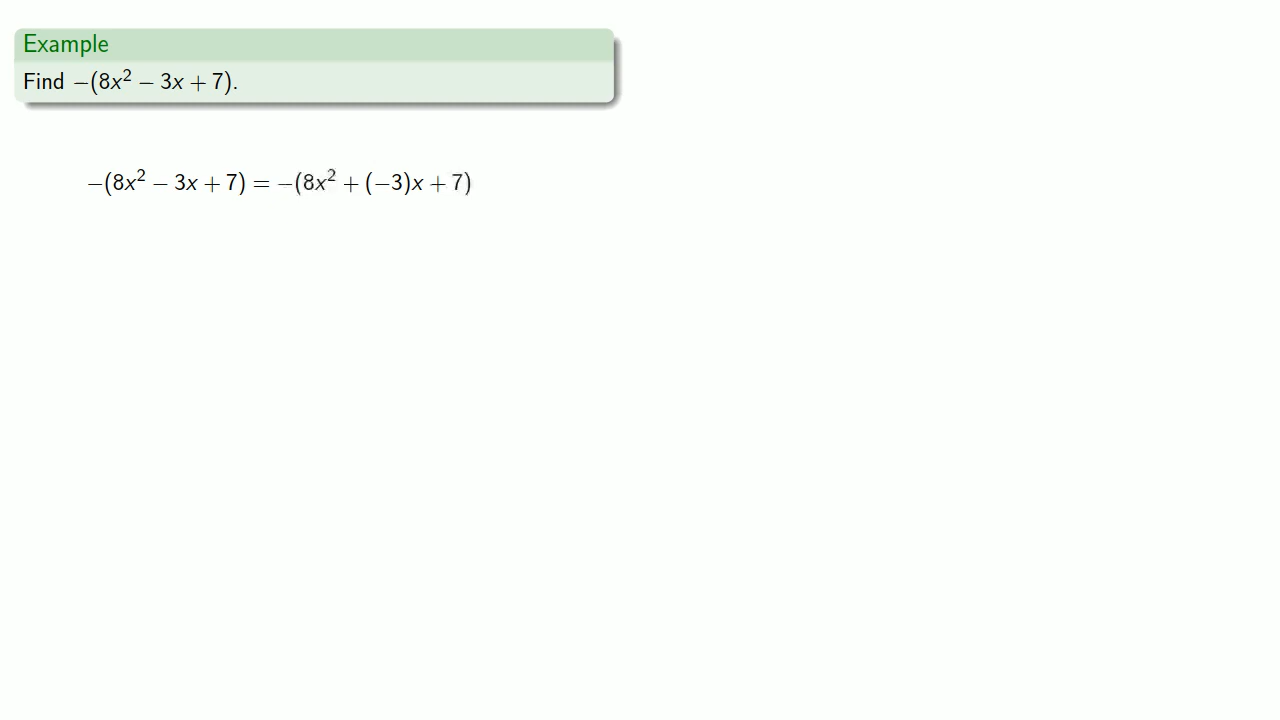 Example
Find −(8x² − 3x + 7).
−(8x² − 3x + 7) = −(8x² + (−3)x + 7)